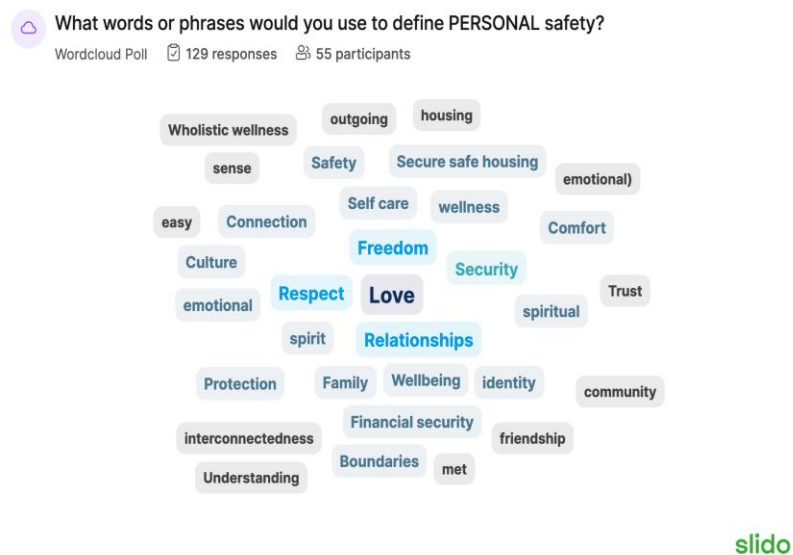 What words or phrases would you use to define PERSONAL safety?
Wordcloud Poll 129 responses 55 participants
Wholistic wellness
outgoing
housing
sense
Safety
Secure safe housing
emotional)
easy
Connection
Self care
wellness
Comfort
Culture
Freedom
Security
emotional
Respect
Love
spiritual
Trust
spirit
Relationships
Protection
Family
Wellbeing
identity
community
Financial security
interconnectedness
friendship
Understanding
Boundaries
met
slido